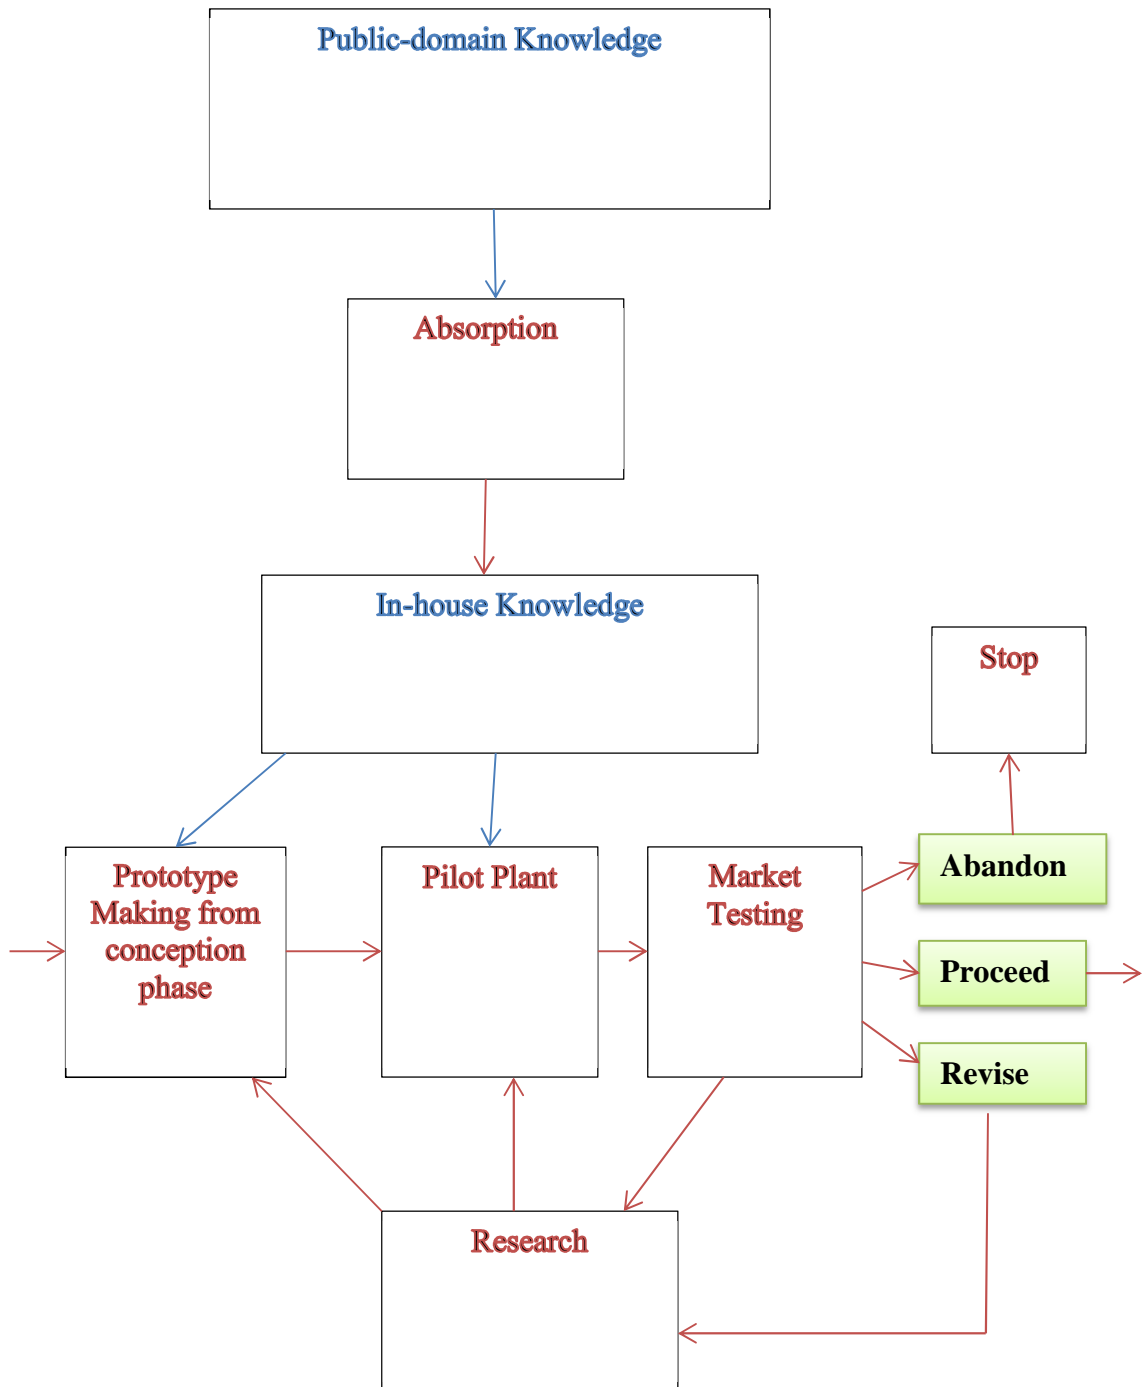 Public-domain Knowledge
Absorption
In-house Knowledge
Stop
Prototype
Making from
conception
phase
Pilot Plant
Market
Testing
Abandon
Proceed
Revise
Research